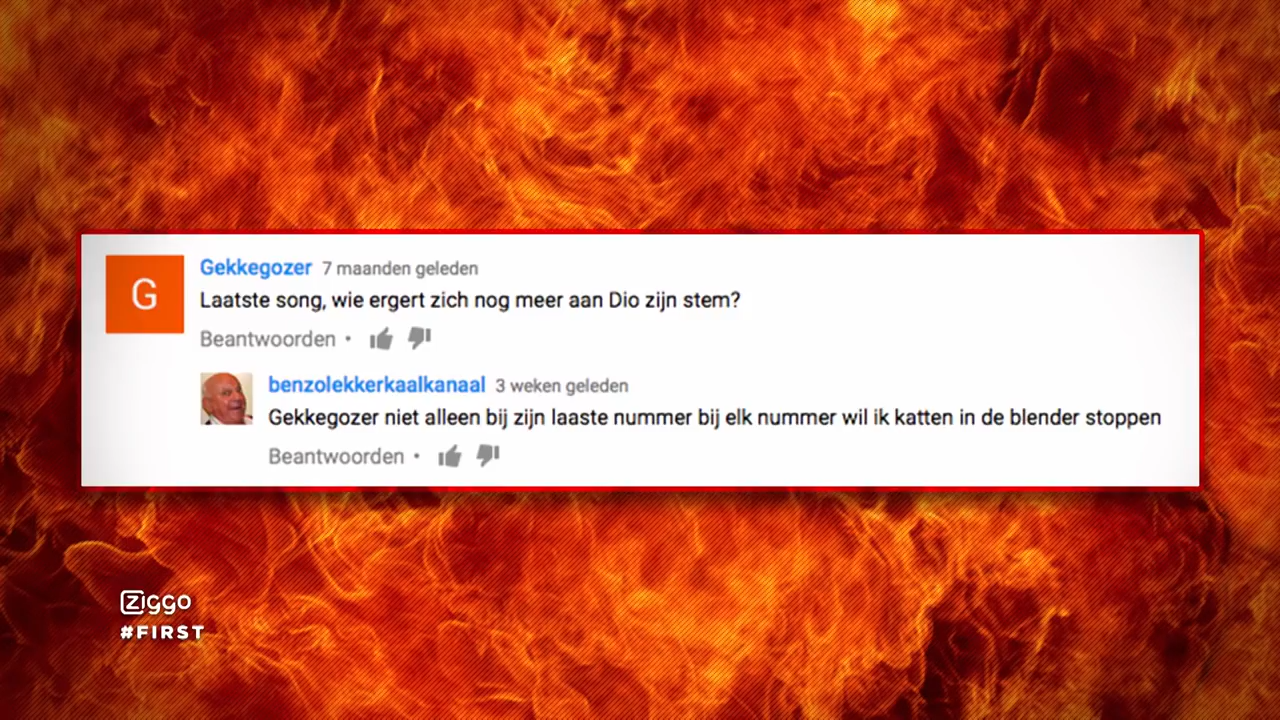 G
Gekkegozer 7 maanden geleden
Laatste song, wie ergert zich nog meer aan Dio zijn stem?
Beantwoorden •
benzolekkerkaalkanaal 3 weken geleden
Gekkegozer niet alleen bij zijn laaste nummer bij elk nummer wil ik katten in de blender stoppen
Beantwoorden •
Ziggo
#FIRST